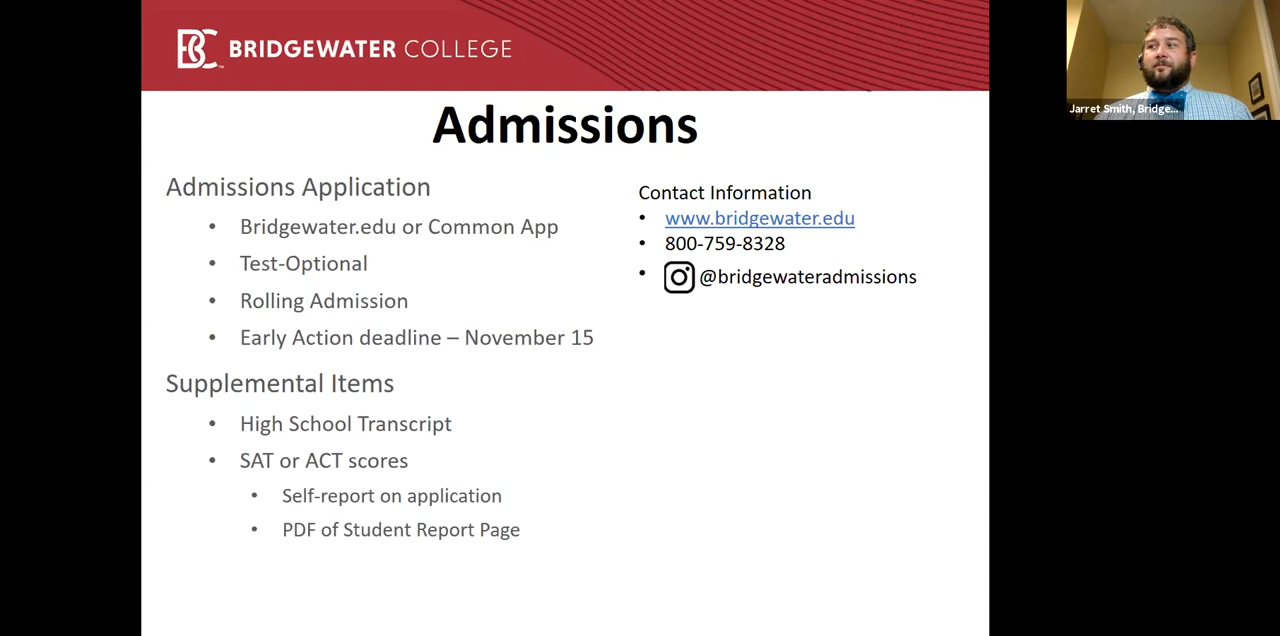 BC BRIDGEWATER COLLEGE
Admissions
Admissions Application
• Bridgewater.edu or Common App
• Test-Optional
• Rolling Admission
• Early Action deadline – November 15
Supplemental Items
• High School Transcript
• SAT or ACT scores
• Self-report on application
• PDF of Student Report Page
Contact Information
• www.bridgewater.edu
• 800-759-8328
• @bridgewateradmissions
Jarret Smith, Bridge...